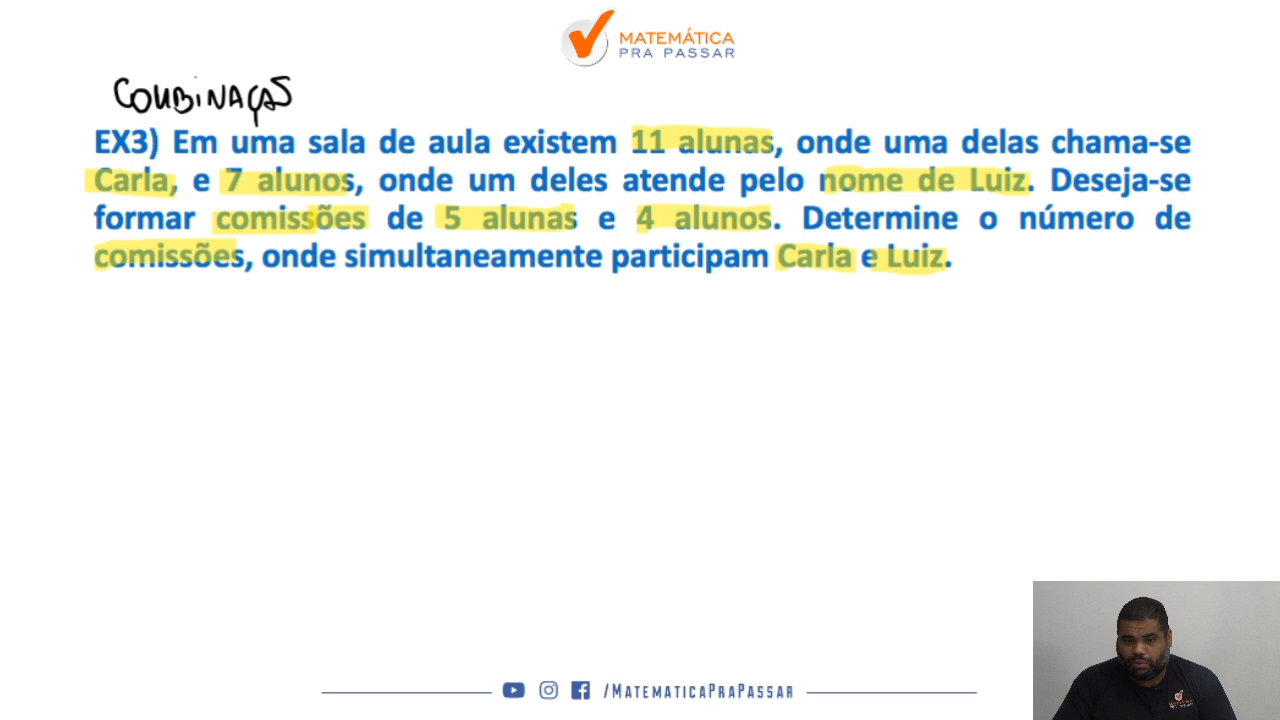 MATEMÁTICA
PRA PASSAR
COMBINAÇÃS
EX3) Em uma sala de aula existem 11 alunas, onde uma delas chama-se
Carla, e 7 alunos, onde um deles atende pelo nome de Luiz. Deseja-se
formar comissões de 5 alunas e 4 alunos. Determine o número de
comissões, onde simultaneamente participam Carla e Luiz.
/MATEMATICAPRAPASSAR